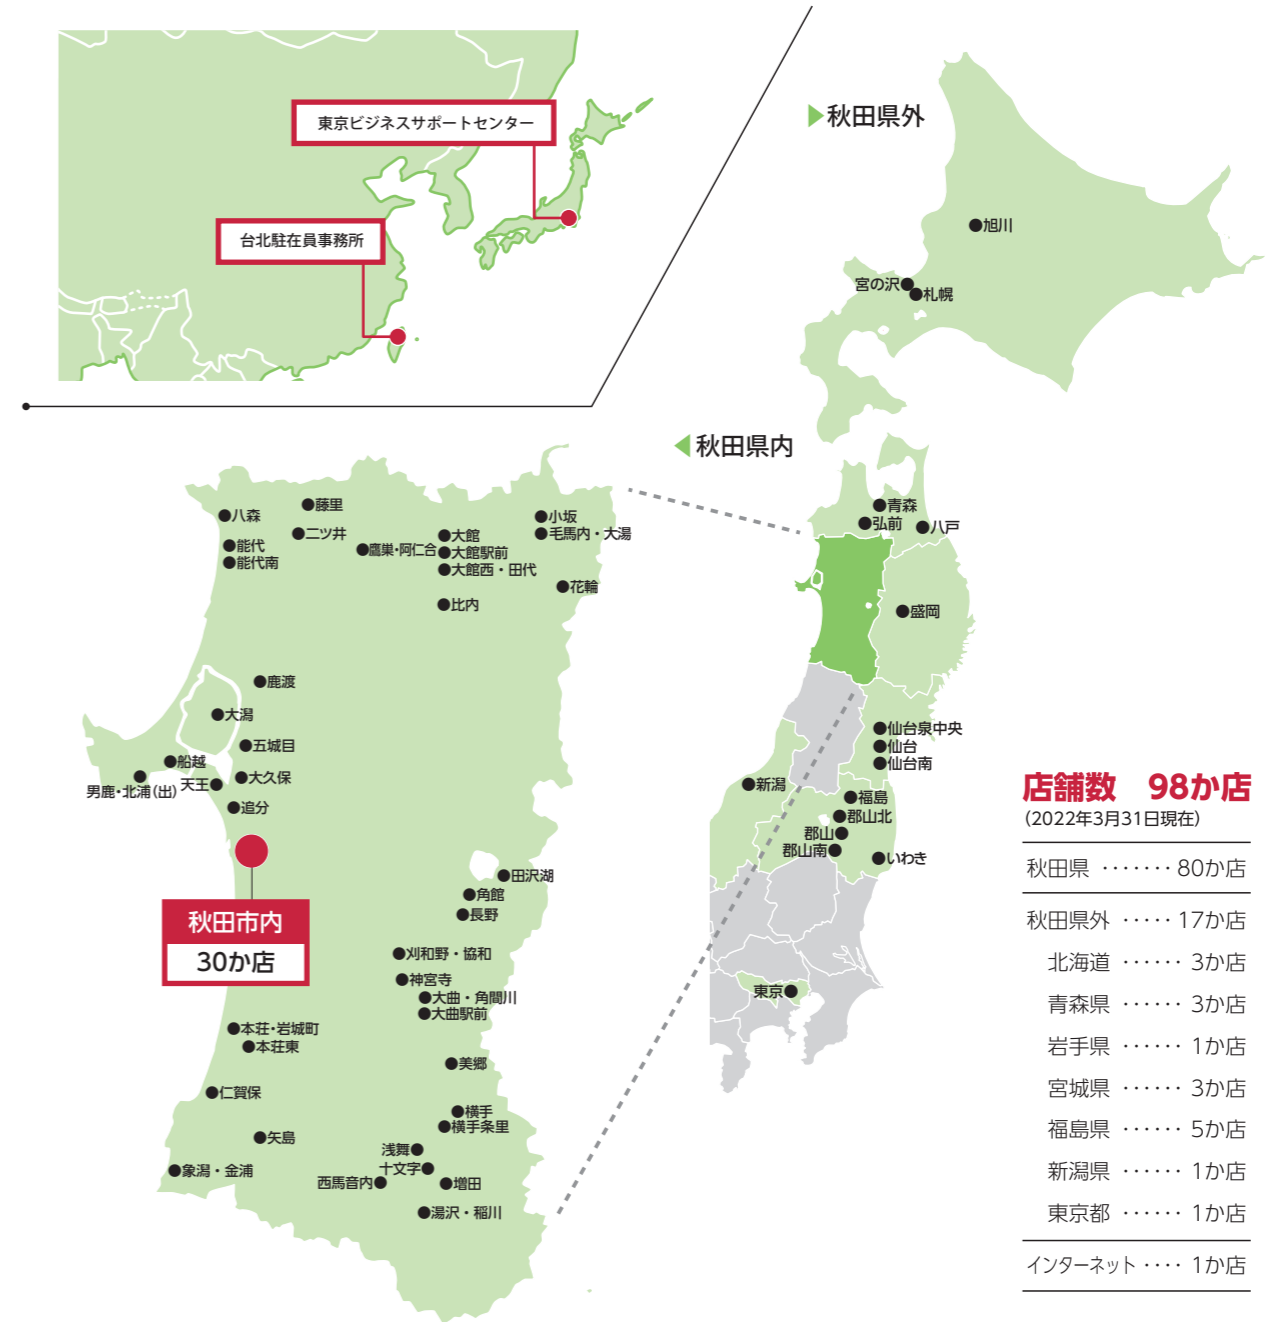 東京ビジネスサポートセンター
台北駐在員事務所
秋田県外
旭川
宮の沢
札幌
秋田県内
青森
弘前
八戸
盛岡
仙台泉中央
仙台
仙台南
新潟
福島
郡山北
郡山
郡山南
いわき
東京
八森
藤里
能代
二ツ井
能代南
鷹巣・阿仁合
大館
大館駅前
大館西・田代
比内
小坂
毛馬内・大湯
花輪
鹿渡
大潟
五城目
船越
男鹿・北浦(出)
天王
大久保
追分
秋田市内
30か店
田沢湖
角館
長野
刈和野・協和
神宮寺
大曲・角間川
大曲駅前
本荘・岩城町
本荘東
美郷
仁賀保
横手
横手条里
矢島
浅舞
十文字
象潟・金浦
西馬音内
増田
湯沢・稲川
店舗数 98か店
(2022年3月31日現在)
秋田県 ······· 80か店
秋田県外 ····· 17か店
北海道 ······ 3か店
青森県 ······ 3か店
岩手県 ······ 1か店
宮城県 ······ 3か店
福島県 ······ 5か店
新潟県 ······ 1か店
東京都 ······ 1か店
インターネット ···· 1か店